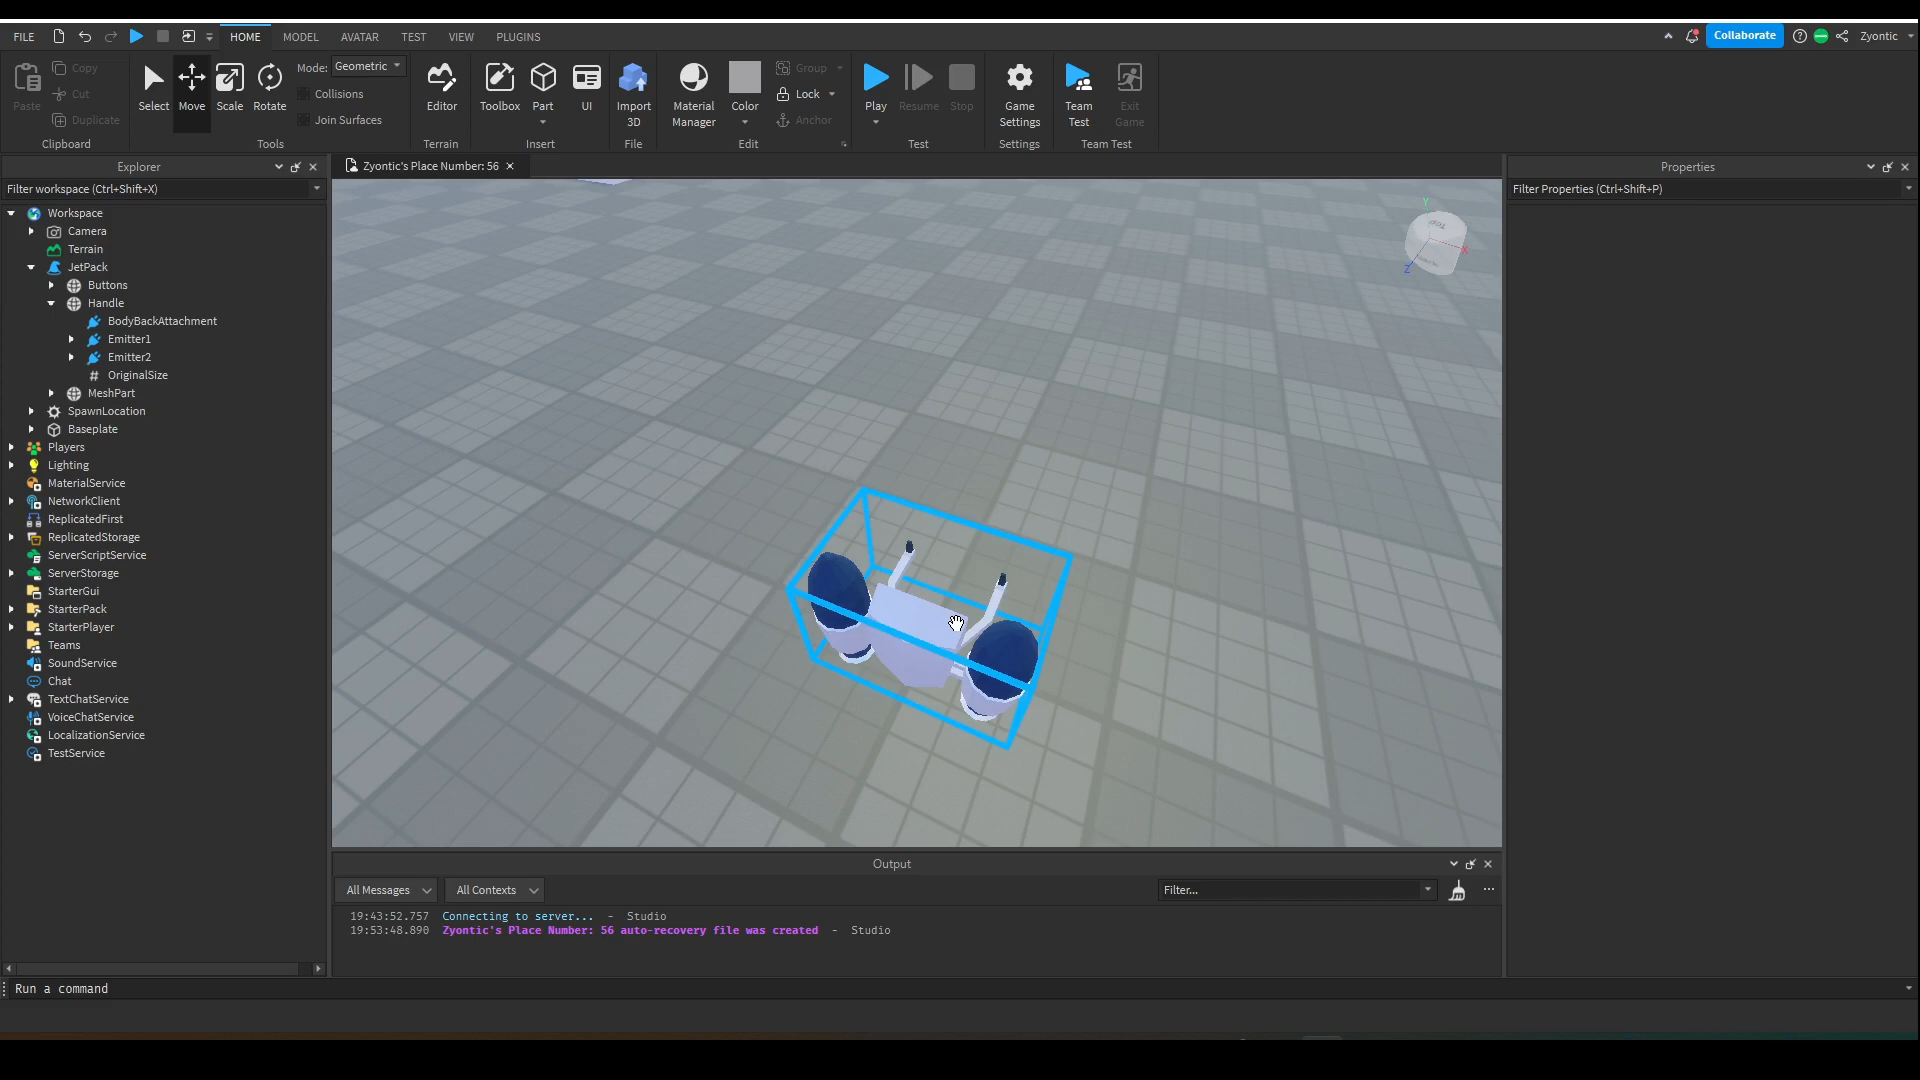 FILE HOME MODEL AVATAR TEST VIEW PLUGINS Collaborate Zyontic
Paste Copy Cut Duplicate Clipboard
Select Move Scale Rotate Mode: Geometric Collisions Join Surfaces Tools
Editor Terrain
Toolbox Part UI Insert
Import 3D File
Material Manager Color Group Lock Anchor Edit
Play Resume Stop Test
Game Settings Settings
Team Test Exit Game Team Test
Explorer
Filter workspace (Ctrl+Shift+X)
Workspace
Camera
Terrain
JetPack
Buttons
Handle
BodyBackAttachment
Emitter1
Emitter2
# OriginalSize
MeshPart
SpawnLocation
Baseplate
Players
Lighting
MaterialService
NetworkClient
ReplicatedFirst
ReplicatedStorage
ServerScriptService
ServerStorage
StarterGui
StarterPack
StarterPlayer
Teams
SoundService
Chat
TextChatService
VoiceChatService
LocalizationService
TestService
Zyontic's Place Number: 56
Y
X
Z
Properties
Filter Properties (Ctrl+Shift+P)
Output
All Messages All Contexts Filter...
19:43:52.757 Connecting to server... - Studio
19:53:48.890 Zyontic's Place Number: 56 auto-recovery file was created - Studio
Run a command